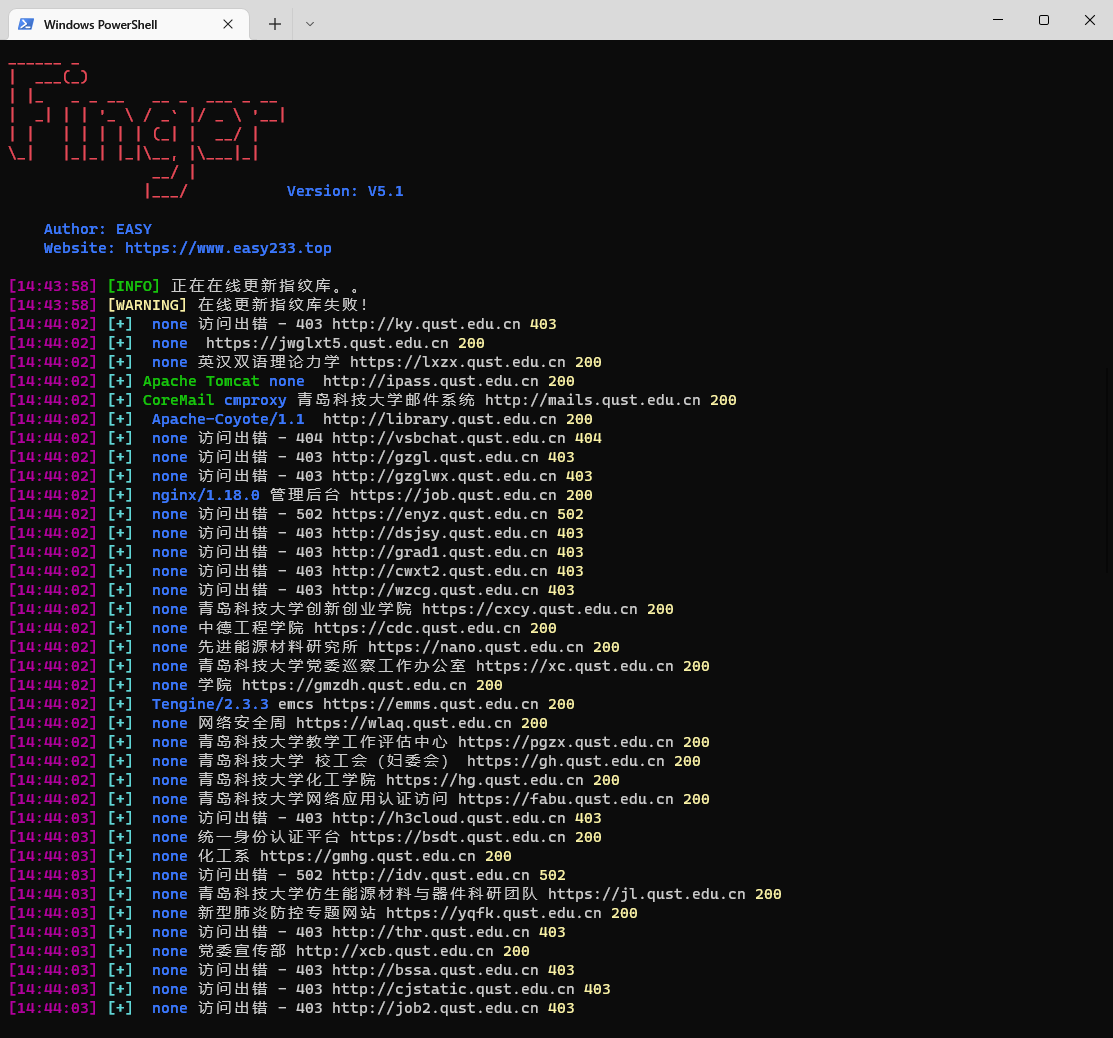 Windows PowerShell
Finger
Version: V5.1
Author: EASY
Website: https://www.easy233.top
[14:43:58] [INFO] 正在在线更新指纹库。。
[14:43:58] [WARNING] 在线更新指纹库失败!
[14:44:02] [+] none 访问出错 - 403 http://ky.qust.edu.cn 403
[14:44:02] [+] none https://jwglxt5.qust.edu.cn 200
[14:44:02] [+] none 英汉双语理论力学 https://lxzx.qust.edu.cn 200
[14:44:02] [+] Apache Tomcat none http://ipass.qust.edu.cn 200
[14:44:02] [+] CoreMail cmproxy 青岛科技大学邮件系统 http://mails.qust.edu.cn 200
[14:44:02] [+] Apache-Coyote/1.1 http://library.qust.edu.cn 200
[14:44:02] [+] none 访问出错 - 404 http://vsbchat.qust.edu.cn 404
[14:44:02] [+] none 访问出错 - 403 http://gzgl.qust.edu.cn 403
[14:44:02] [+] none 访问出错 - 403 http://gzglwx.qust.edu.cn 403
[14:44:02] [+] nginx/1.18.0 管理后台 https://job.qust.edu.cn 200
[14:44:02] [+] none 访问出错 - 502 https://enyz.qust.edu.cn 502
[14:44:02] [+] none 访问出错 - 403 http://dsjsy.qust.edu.cn 403
[14:44:02] [+] none 访问出错 - 403 http://grad1.qust.edu.cn 403
[14:44:02] [+] none 访问出错 - 403 http://cwxt2.qust.edu.cn 403
[14:44:02] [+] none 访问出错 - 403 http://wzcg.qust.edu.cn 403
[14:44:02] [+] none 青岛科技大学创新创业学院 https://cxcy.qust.edu.cn 200
[14:44:02] [+] none 中德工程学院 https://cdc.qust.edu.cn 200
[14:44:02] [+] none 先进能源材料研究所 https://nano.qust.edu.cn 200
[14:44:02] [+] none 青岛科技大学党委巡察工作办公室 https://xc.qust.edu.cn 200
[14:44:02] [+] none 学院 https://gmzdh.qust.edu.cn 200
[14:44:02] [+] Tengine/2.3.3 emcs https://emms.qust.edu.cn 200
[14:44:02] [+] none 网络安全周 https://wlaq.qust.edu.cn 200
[14:44:02] [+] none 青岛科技大学教学工作评估中心 https://pgzx.qust.edu.cn 200
[14:44:02] [+] none 青岛科技大学 校工会（妇委会） https://gh.qust.edu.cn 200
[14:44:02] [+] none 青岛科技大学化工学院 https://hg.qust.edu.cn 200
[14:44:02] [+] none 青岛科技大学网络应用认证访问 https://fabu.qust.edu.cn 200
[14:44:03] [+] none 访问出错 - 403 http://h3cloud.qust.edu.cn 403
[14:44:03] [+] none 统一身份认证平台 https://bsdt.qust.edu.cn 200
[14:44:03] [+] none 化工系 https://gmhg.qust.edu.cn 200
[14:44:03] [+] none 访问出错 - 502 http://idv.qust.edu.cn 502
[14:44:03] [+] none 青岛科技大学仿生能源材料与器件科研团队 https://jl.qust.edu.cn 200
[14:44:03] [+] none 新型肺炎防控专题网站 https://yqfk.qust.edu.cn 200
[14:44:03] [+] none 访问出错 - 403 http://thr.qust.edu.cn 403
[14:44:03] [+] none 党委宣传部 http://xcb.qust.edu.cn 200
[14:44:03] [+] none 访问出错 - 403 http://bssa.qust.edu.cn 403
[14:44:03] [+] none 访问出错 - 403 http://cjstatic.qust.edu.cn 403
[14:44:03] [+] none 访问出错 - 403 http://job2.qust.edu.cn 403